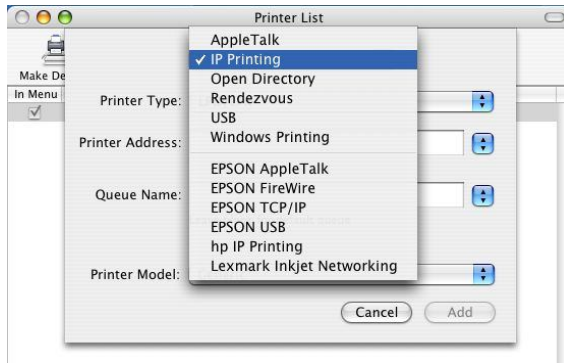 Printer List
Make De
In Menu
AppleTalk
✓ IP Printing
Open Directory
Rendezvous
USB
Windows Printing
EPSON AppleTalk
EPSON FireWire
EPSON TCP/IP
EPSON USB
hp IP Printing
Lexmark Inkjet Networking
Printer Type:
Printer Address:
Queue Name:
Printer Model:
Cancel
Add